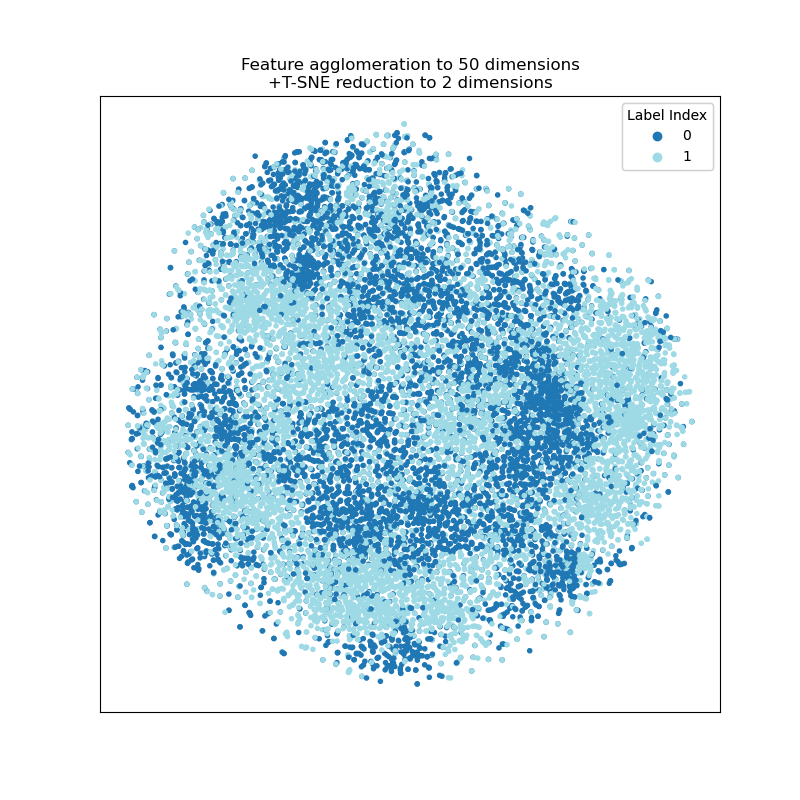 Feature agglomeration to 50 dimensions
+T-SNE reduction to 2 dimensions
Label Index
0
1